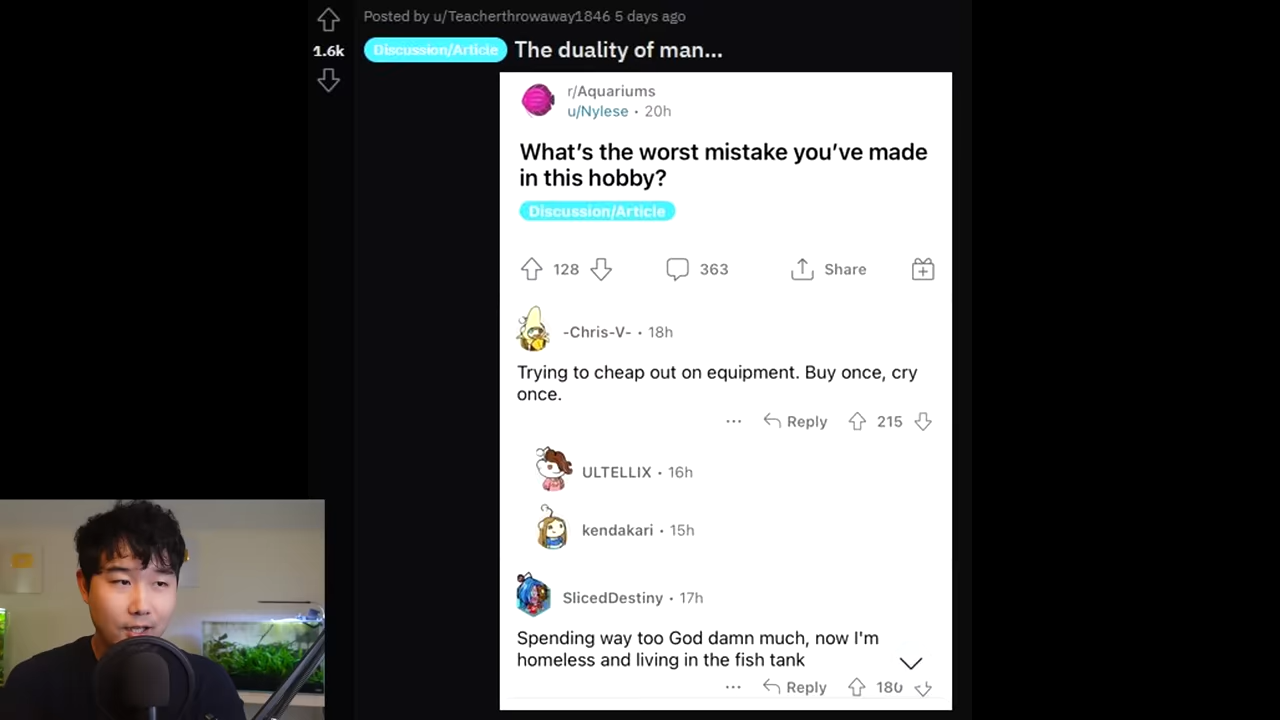 Posted by u/Teacherthrowaway1846 5 days ago
1.6k
Discussion/Article The duality of man...
r/Aquariums
u/Nylese · 20h
What's the worst mistake you've made
in this hobby?
Discussion/Article
128
363
Share
-Chris-V- · 18h
Trying to cheap out on equipment. Buy once, cry
once.
... Reply 215
ULTELLIX · 16h
kendakari · 15h
SlicedDestiny · 17h
Spending way too God damn much, now I'm
homeless and living in the fish tank
... Reply 180